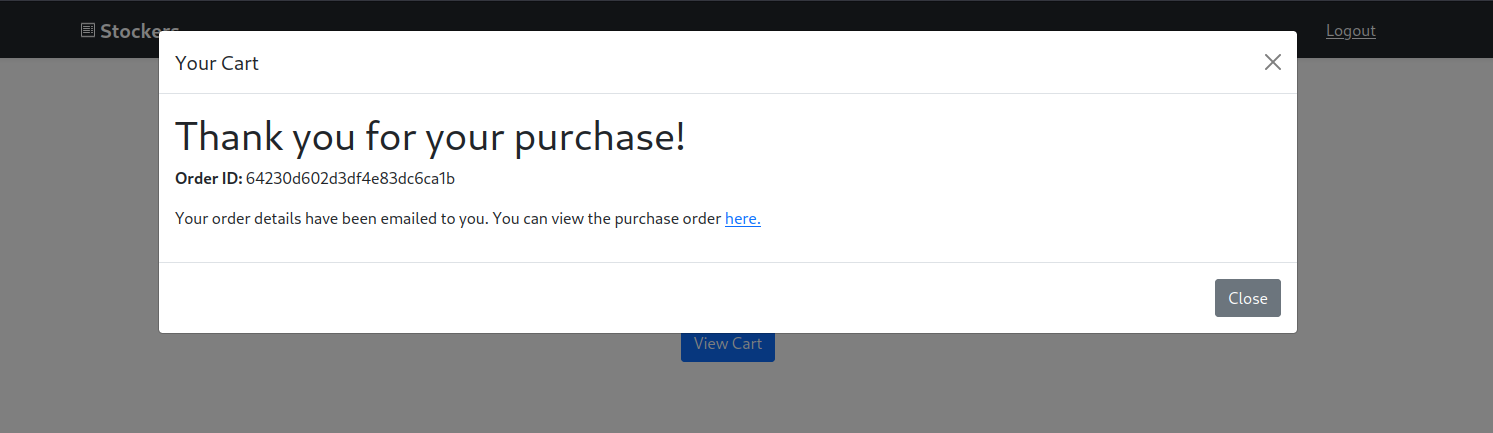 Stockers
Logout
Your Cart
Thank you for your purchase!
Order ID: 64230d602d3df4e83dc6ca1b
Your order details have been emailed to you. You can view the purchase order here.
Close
View Cart